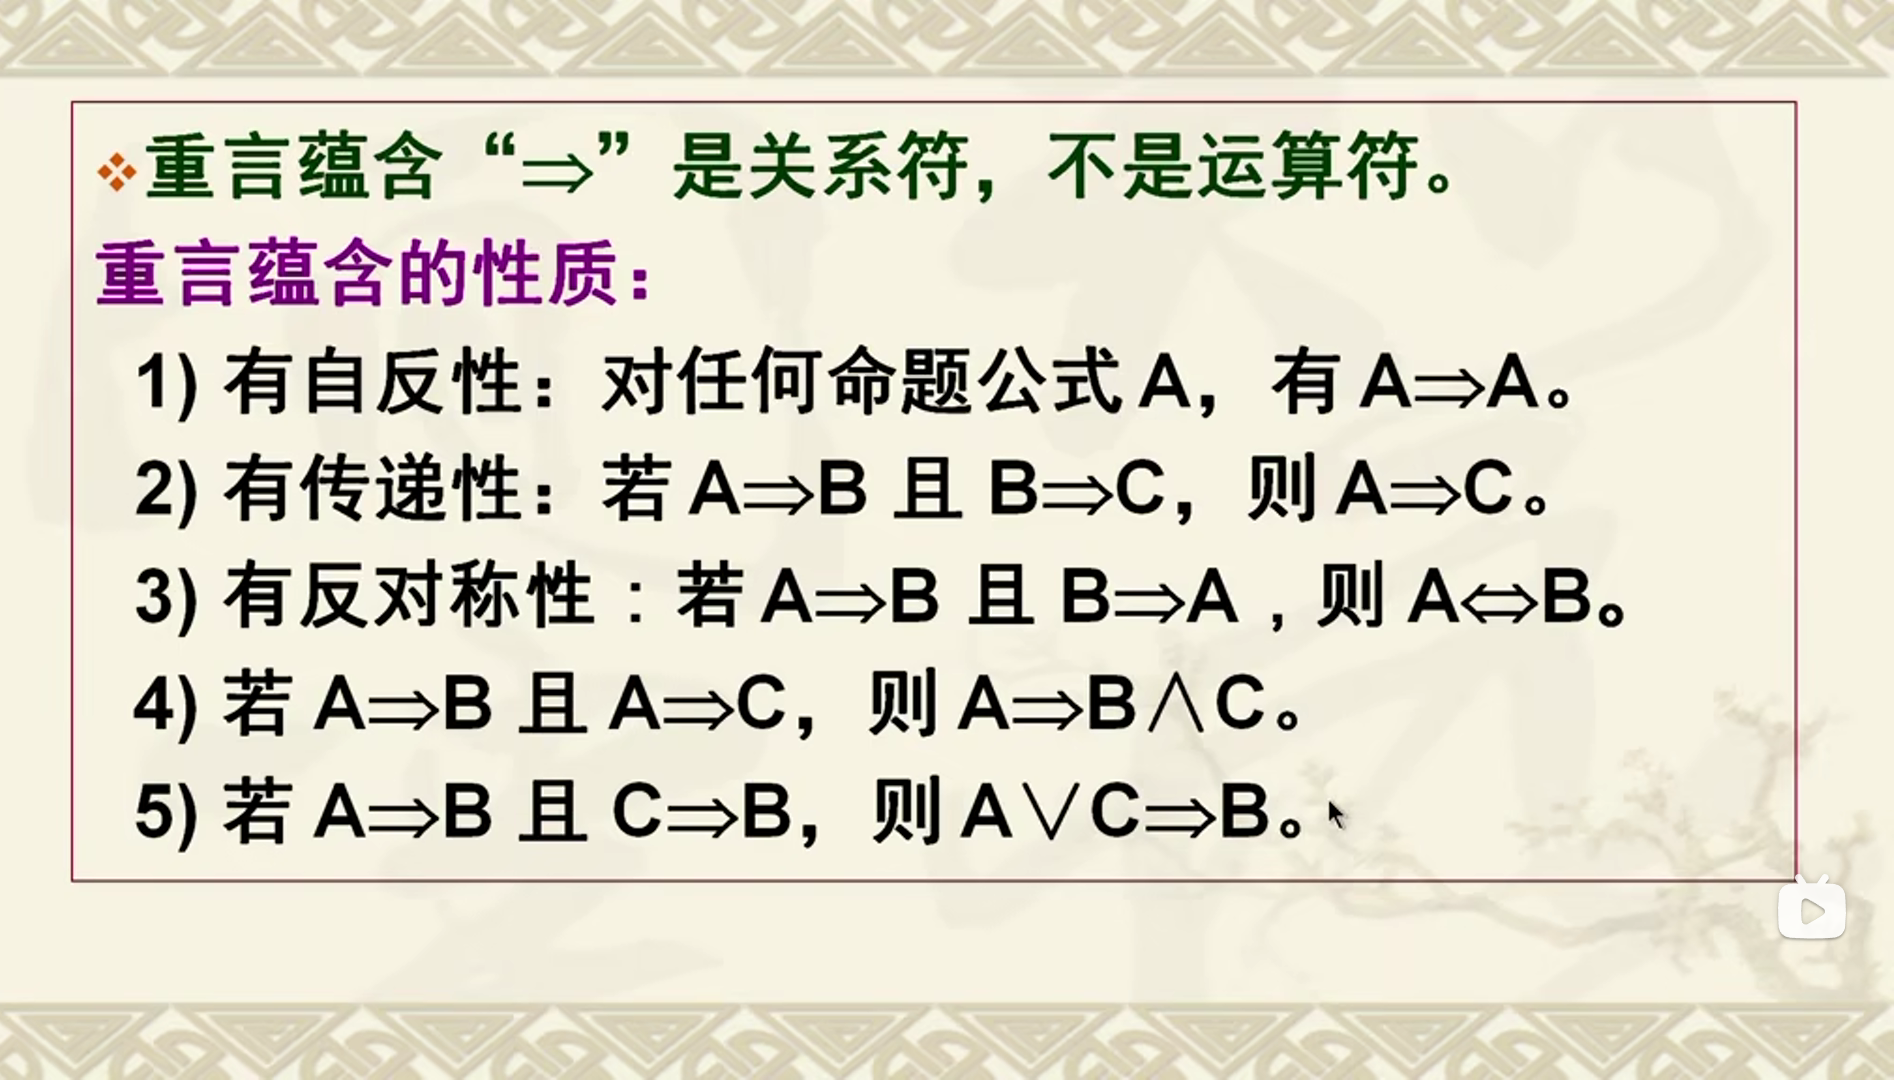 重言蕴含“⇒”是关系符，不是运算符。
重言蕴含的性质：
1) 有自反性：对任何命题公式 A，有 A⇒A。
2) 有传递性：若 A⇒B 且 B⇒C，则 A⇒C。
3) 有反对称性：若 A⇒B 且 B⇒A，则 A⇔B。
4) 若 A⇒B 且 A⇒C，则 A⇒B∧C。
5) 若 A⇒B 且 C⇒B，则 A∨C⇒B。